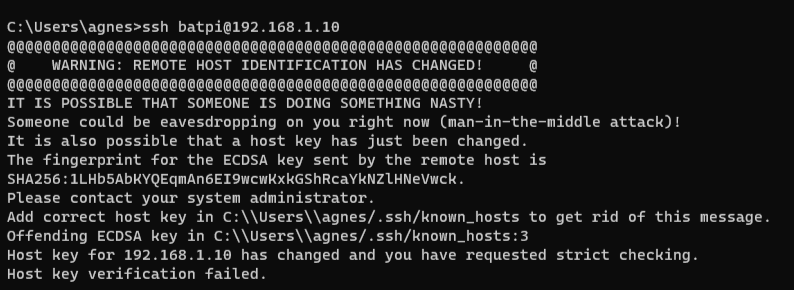 C:\Users\agnes>ssh batpi@192.168.1.10
@@@@@@@@@@@@@@@@@@@@@@@@@@@@@@@@@@@@@@@@@@@@@@@@@@@@@@@@@@@
@    WARNING: REMOTE HOST IDENTIFICATION HAS CHANGED!     @
@@@@@@@@@@@@@@@@@@@@@@@@@@@@@@@@@@@@@@@@@@@@@@@@@@@@@@@@@@@
IT IS POSSIBLE THAT SOMEONE IS DOING SOMETHING NASTY!
Someone could be eavesdropping on you right now (man-in-the-middle attack)!
It is also possible that a host key has just been changed.
The fingerprint for the ECDSA key sent by the remote host is
SHA256:1LHb5AbKYQEqmAn6EI9wcwKxkGShRcaYkNZlHNeVwck.
Please contact your system administrator.
Add correct host key in C:\\Users\\agnes/.ssh/known_hosts to get rid of this message.
Offending ECDSA key in C:\\Users\\agnes/.ssh/known_hosts:3
Host key for 192.168.1.10 has changed and you have requested strict checking.
Host key verification failed.